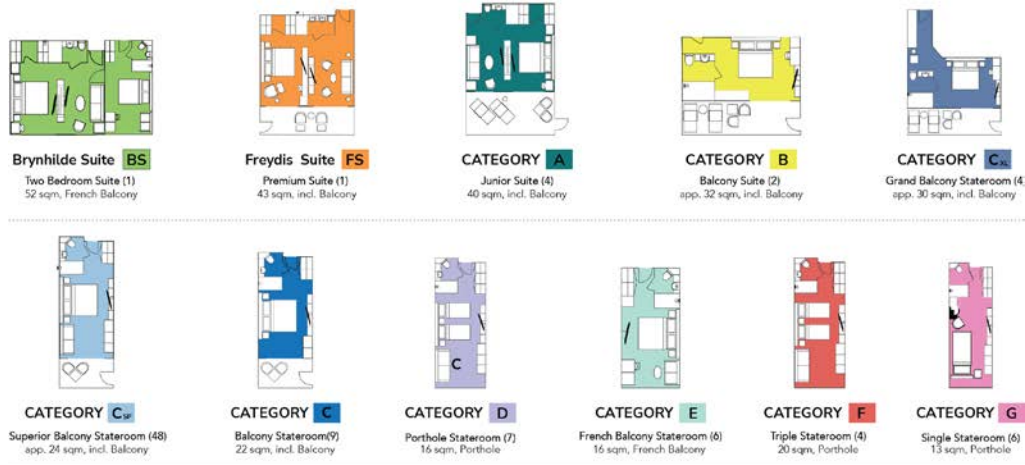 Brynhilde Suite BS
Two Bedroom Suite (1)
52 sqm, French Balcony
Freydis Suite FS
Premium Suite (1)
43 sqm, incl. Balcony
CATEGORY A
Junior Suite (4)
40 sqm, incl. Balcony
CATEGORY B
Balcony Suite (2)
app. 32 sqm, incl. Balcony
CATEGORY CXL
Grand Balcony Stateroom (4)
app. 30 sqm, incl. Balcony
CATEGORY CSP
Superior Balcony Stateroom (48)
app. 24 sqm, incl. Balcony
CATEGORY C
Balcony Stateroom(9)
22 sqm, incl. Balcony
C
CATEGORY D
Porthole Stateroom (7)
16 sqm, Porthole
CATEGORY E
French Balcony Stateroom (6)
16 sqm, French Balcony
CATEGORY F
Triple Stateroom (4)
20 sqm, Porthole
CATEGORY G
Single Stateroom (6)
13 sqm, Porthole